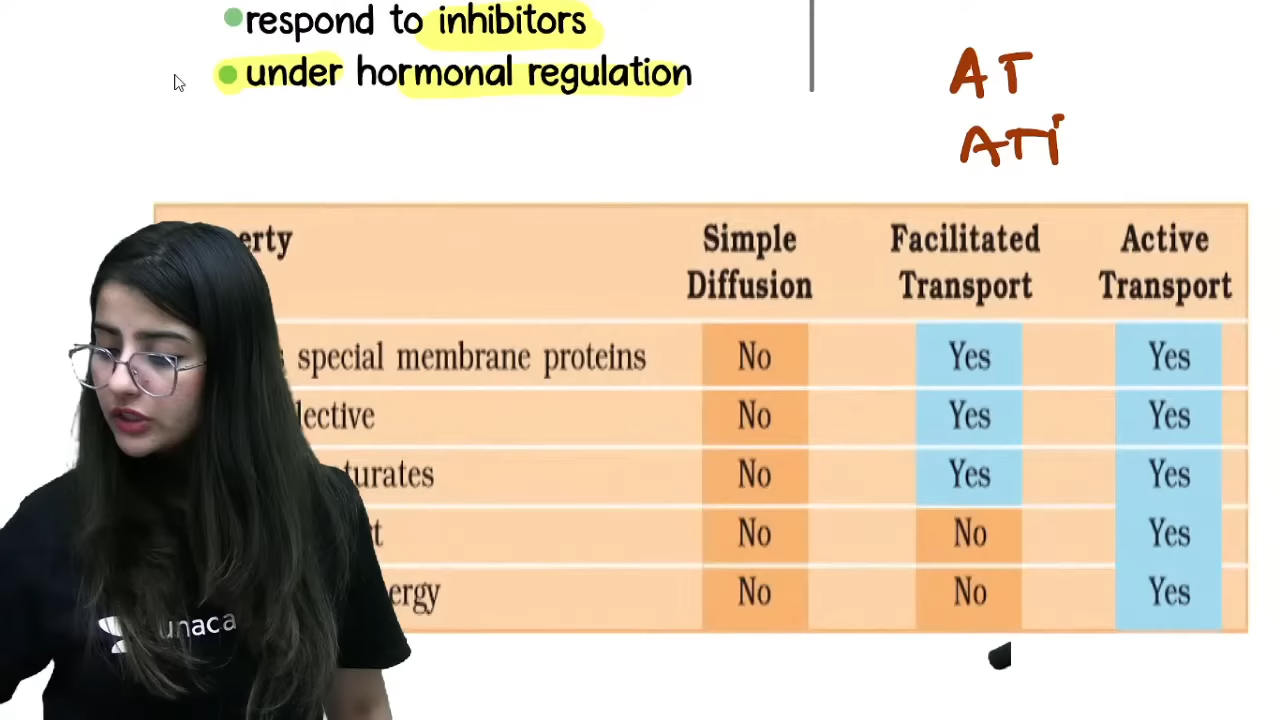 respond to inhibitors
under hormonal regulation
AT
erty Simple Diffusion Facilitated Transport Active Transport
special membrane proteins No Yes Yes
lective No Yes Yes
turates No Yes Yes
No No Yes
ergy No No Yes
unaca